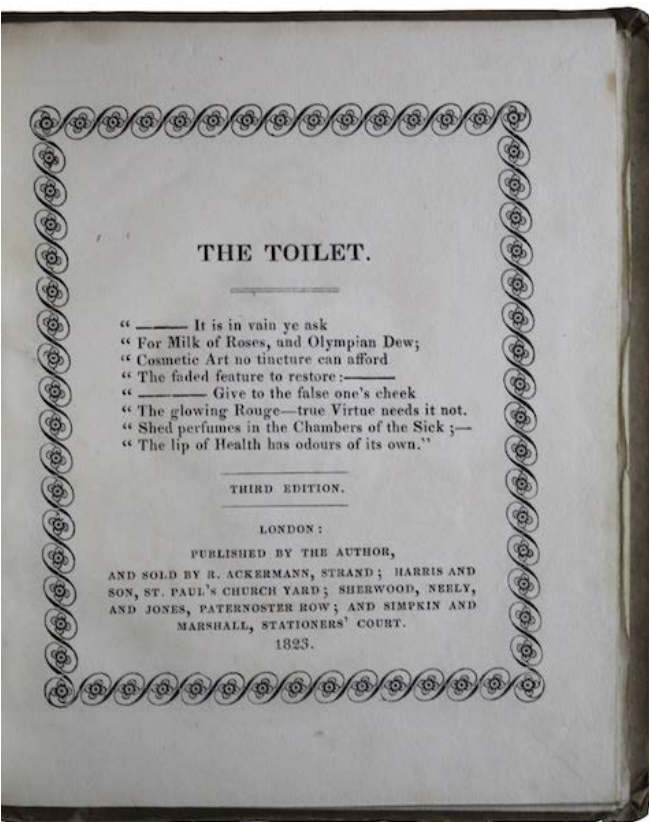 THE TOILET.
“ ——— It is in vain ye ask
“ For Milk of Roses, and Olympian Dew;
“ Cosmetic Art no tincture can afford
“ The faded feature to restore:———
“ ——— Give to the false one's cheek
“ The glowing Rouge—true Virtue needs it not.
“ Shed perfumes in the Chambers of the Sick ;—
“ The lip of Health has odours of its own.”
THIRD EDITION.
LONDON:
PUBLISHED BY THE AUTHOR,
AND SOLD BY R. ACKERMANN, STRAND; HARRIS AND
SON, ST. PAUL'S CHURCH YARD; SHERWOOD, NEELY,
AND JONES, PATERNOSTER ROW; AND SIMPKIN AND
MARSHALL, STATIONERS' COURT.
1823.